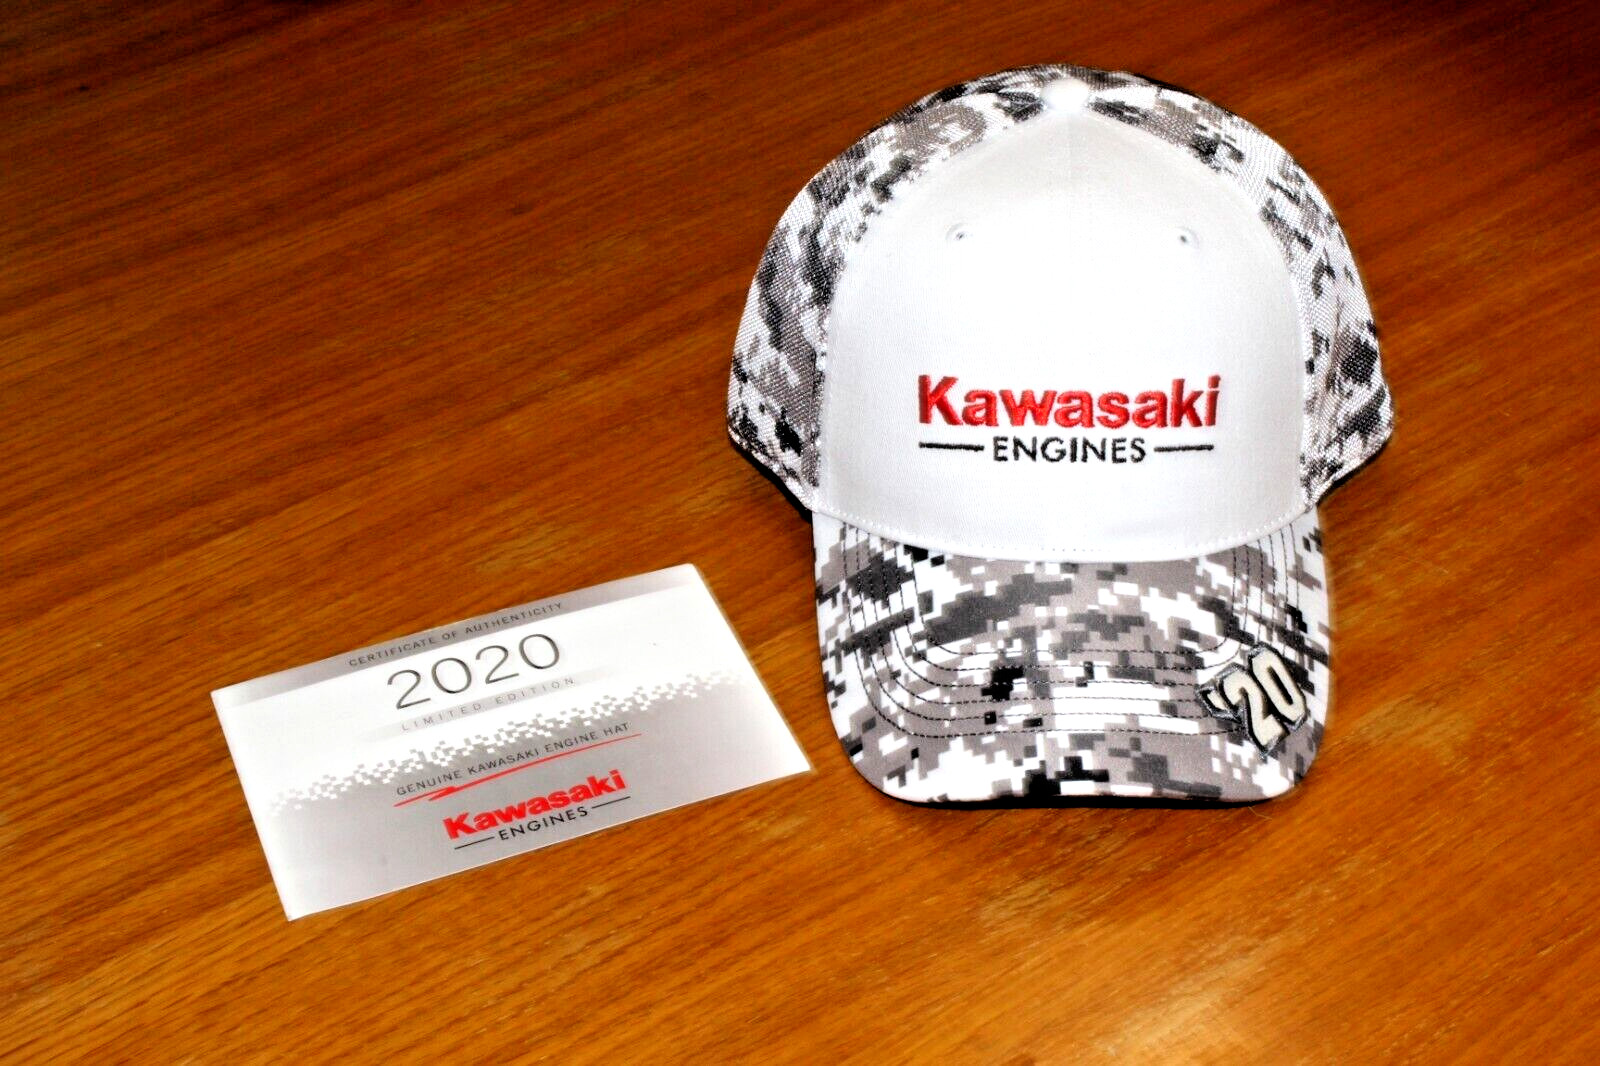 CERTIFICATE OF AUTHENTICITY
2020
LIMITED EDITION
GENUINE KAWASAKI ENGINE HAT
Kawasaki
ENGINES
Kawasaki
ENGINES
'20